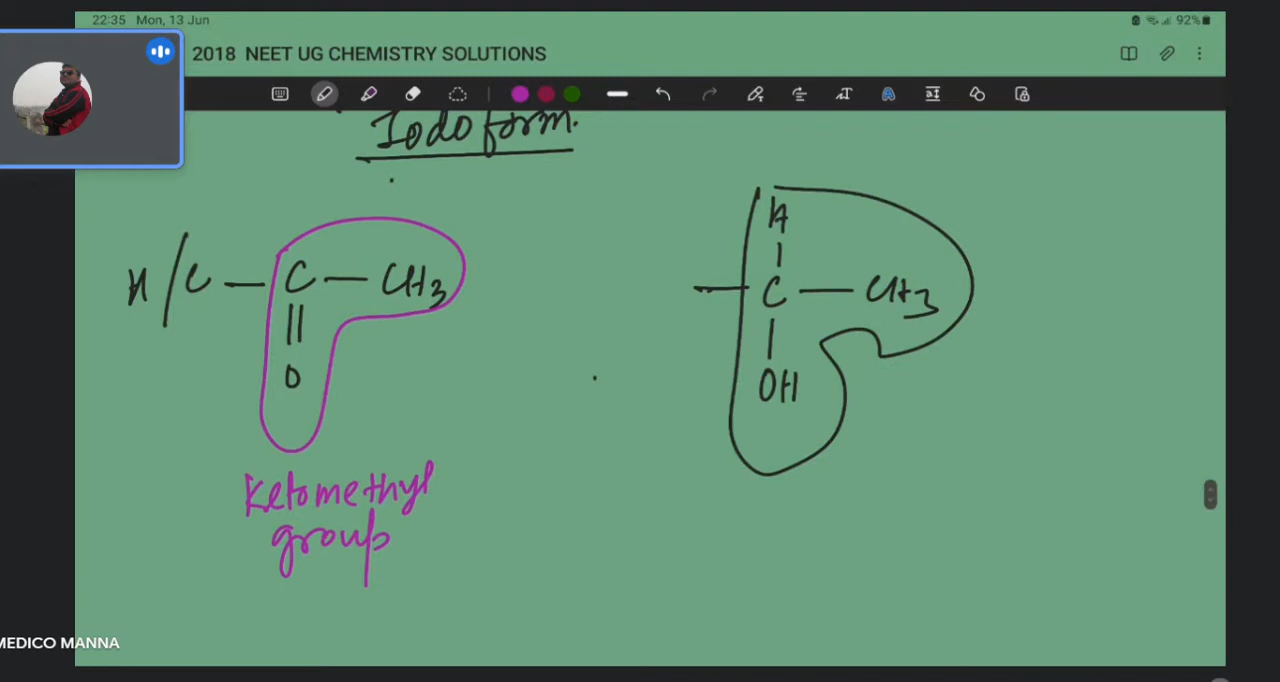 22:35 Mon, 13 Jun
92%
2018 NEET UG CHEMISTRY SOLUTIONS
Iodoform.
H/C — C — CH3
||
O
Ketomethyl
group
H
|
— C — CH3
|
OH
MEDICO MANNA